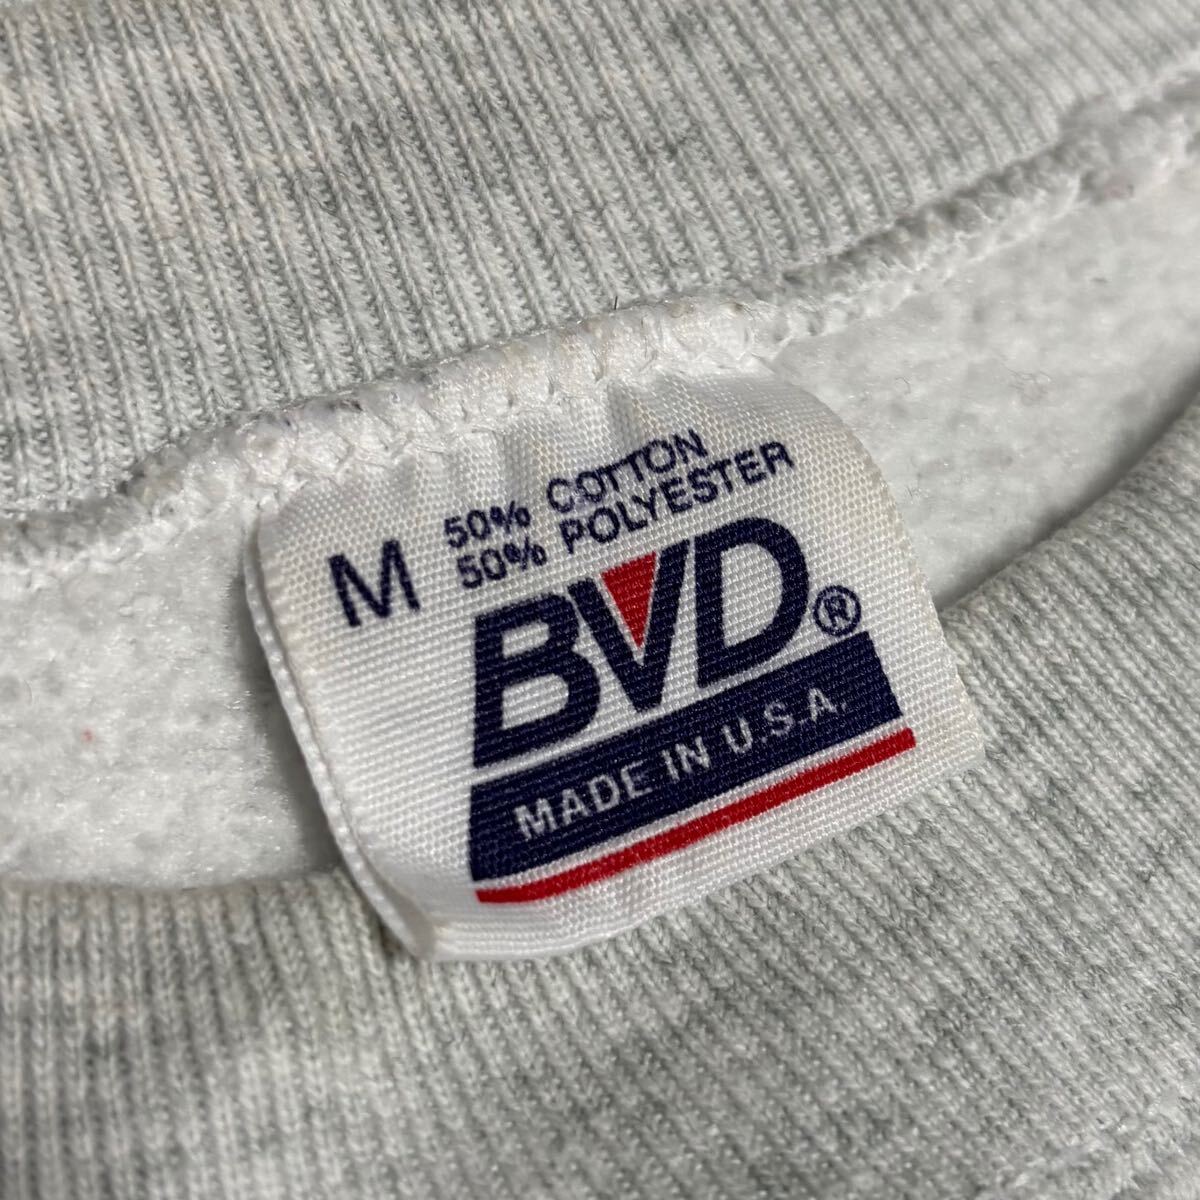 M
50% COTTON
50% POLYESTER
BVD®
MADE IN U.S.A.